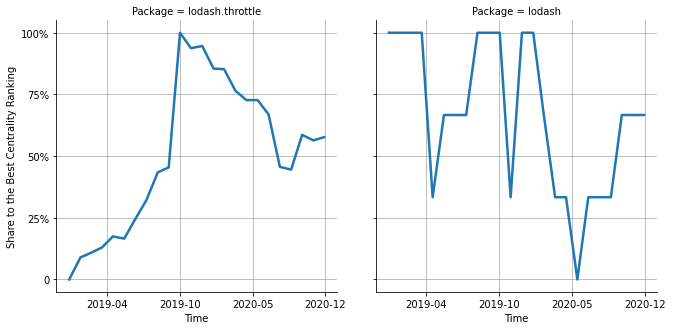 Package = lodash.throttle
Package = lodash
Share to the Best Centrality Ranking
100%
75%
50%
25%
0
2019-04
2019-10
2020-05
2020-12
2019-04
2019-10
2020-05
2020-12
Time
Time